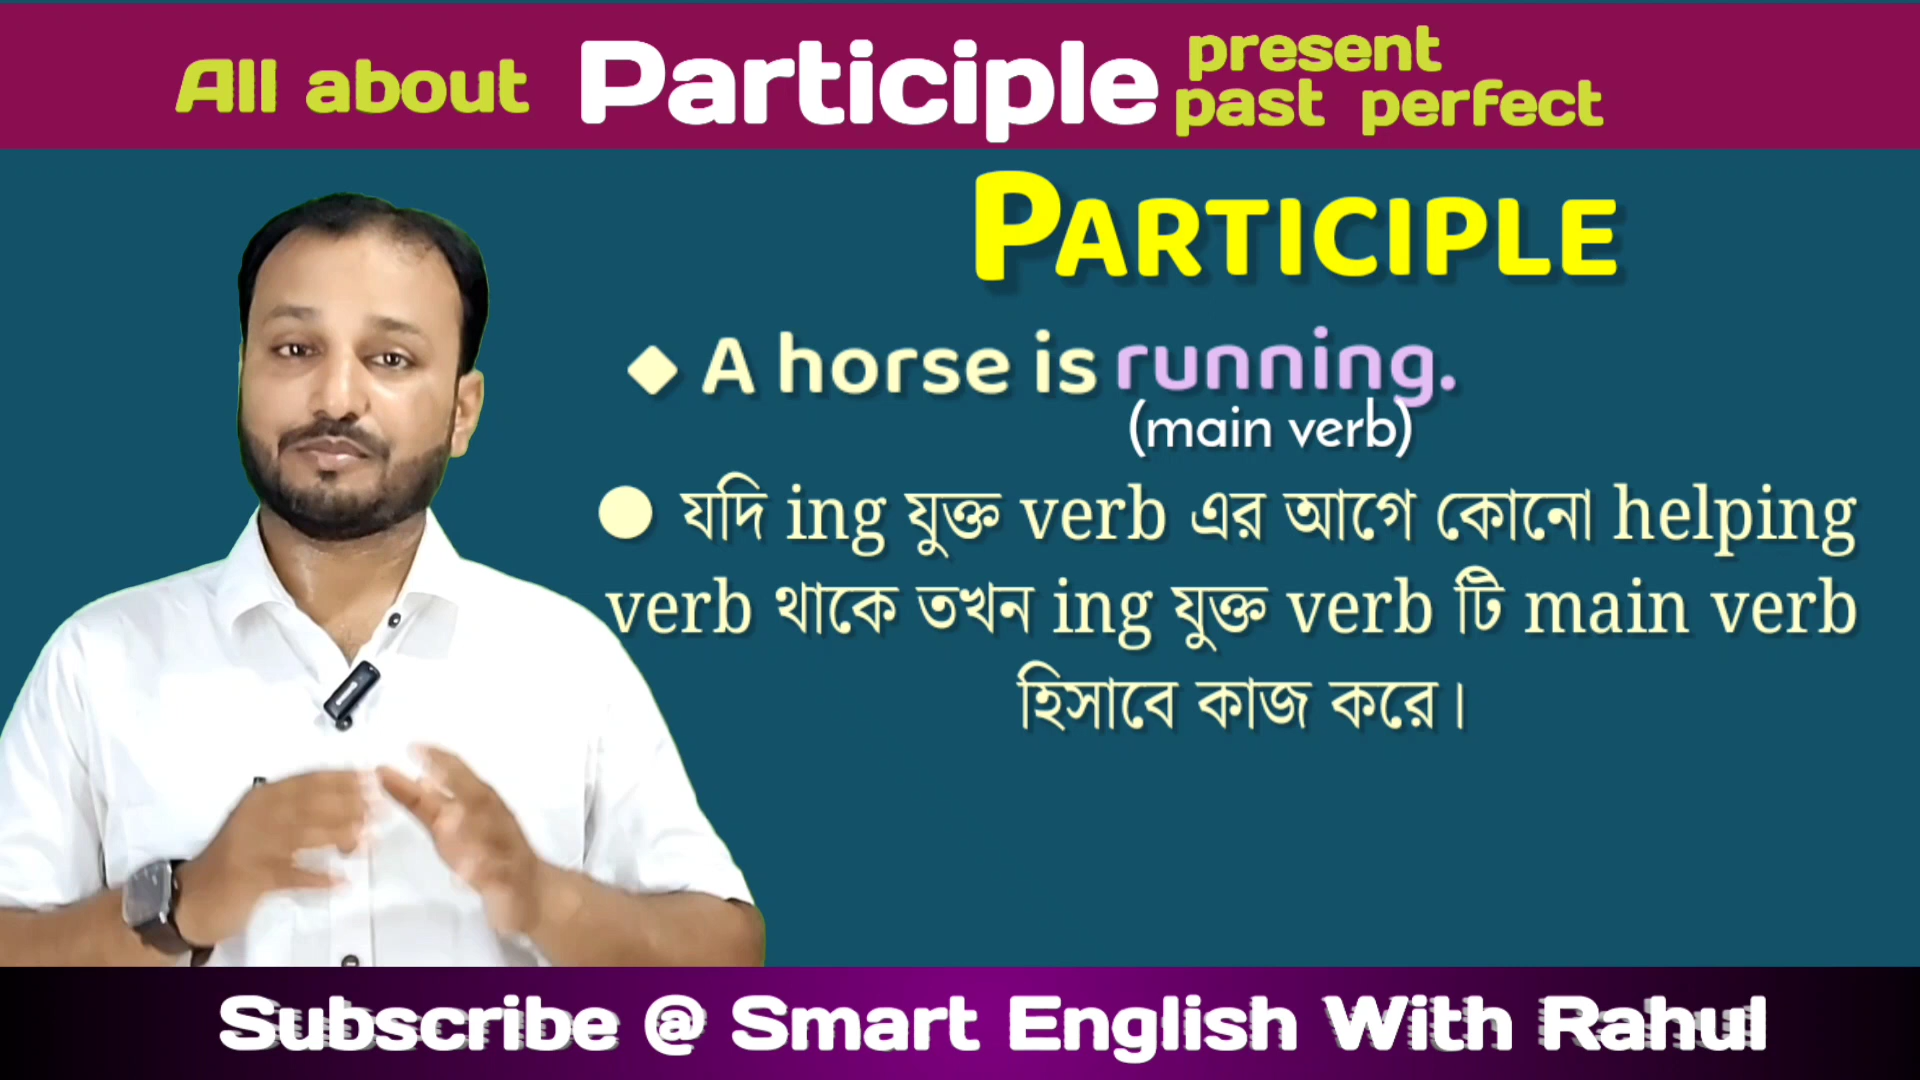 All about Participle present
past perfect
PARTICIPLE
◆ A horse is running.
(main verb)
● যদি ing যুক্ত verb এর আগে কোনো helping
verb থাকে তখন ing যুক্ত verb টি main verb
হিসাবে কাজ করে।
Subscribe @ Smart English With Rahul